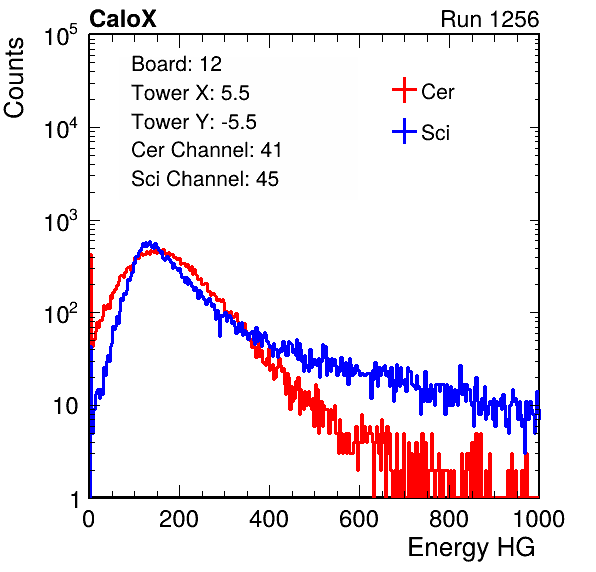 CaloX Run 1256
Board: 12
Tower X: 5.5
Tower Y: -5.5
Cer Channel: 41
Sci Channel: 45
Cer
Sci
Counts
10^5
10^4
10^3
10^2
10
1
0 200 400 600 800 1000
Energy HG